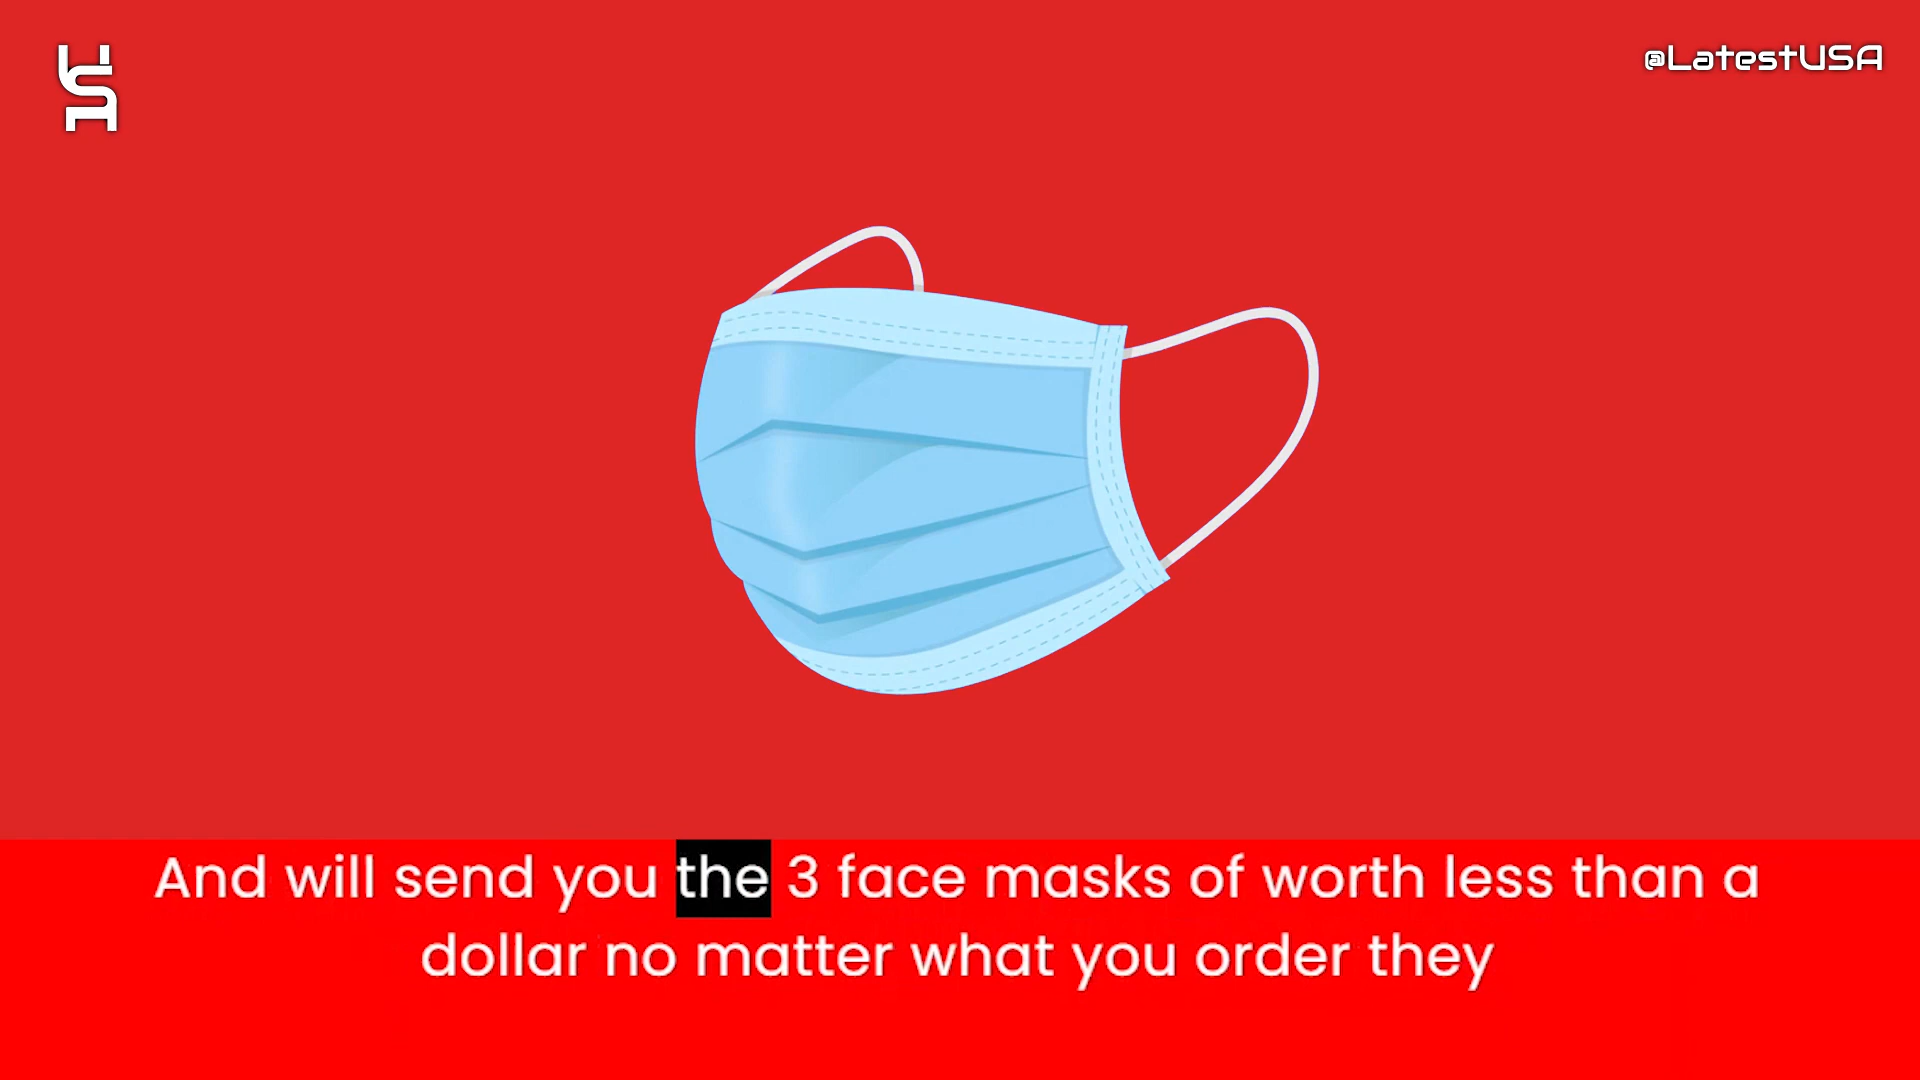 USA
@LatestUSA
And will send you the 3 face masks of worth less than a
dollar no matter what you order they